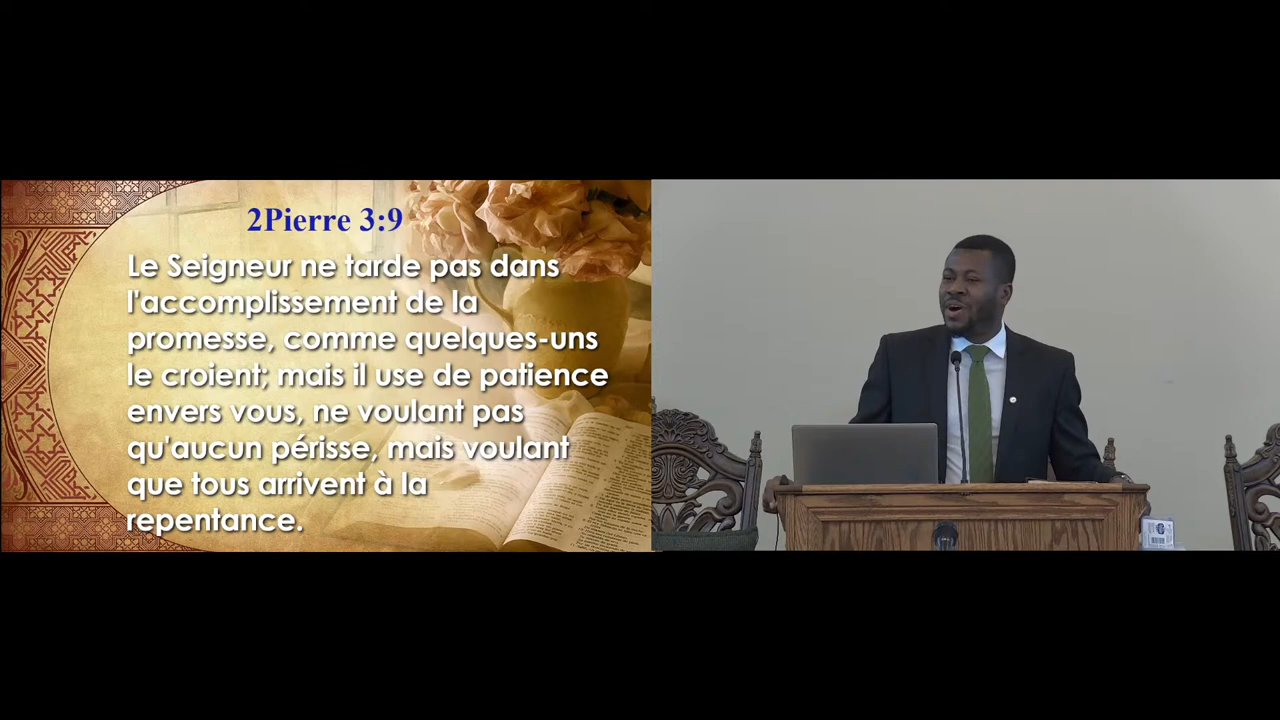 2Pierre 3:9
Le Seigneur ne tarde pas dans
l'accomplissement de la
promesse, comme quelques-uns
le croient; mais il use de patience
envers vous, ne voulant pas
qu'aucun périsse, mais voulant
que tous arrivent à la
repentance.